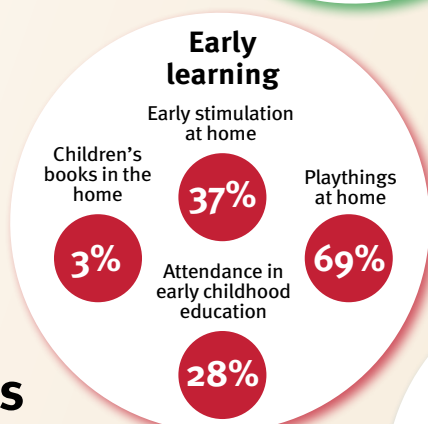 Early
learning
Early stimulation
at home
37%
Children’s
books in the
home
3%
Playthings
at home
69%
Attendance in
early childhood
education
28%
s